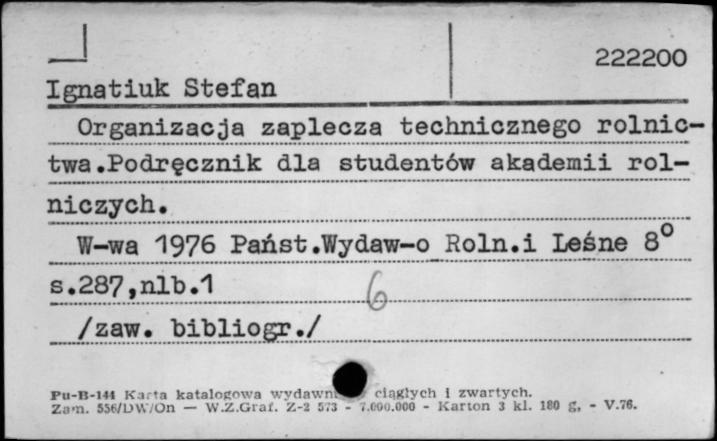 222200
Ignatiuk Stefan
Organizacja zaplecza technicznego rolnic-
twa.Podręcznik dla studentów akademii rol-
niczych.
W-wa 1976 Państ.Wydaw-o Roln.i Leśne 8°
s.287,nlb.1
6
/zaw. bibliogr./
Pu-B-144 Karta katalogowa wydawn ciągłych i zwartych.
Zam. 556/DW/On — W.Z.Graf. Z-2 573 - 7.000.000 - Karton 3 kl. 180 g, - V.76.